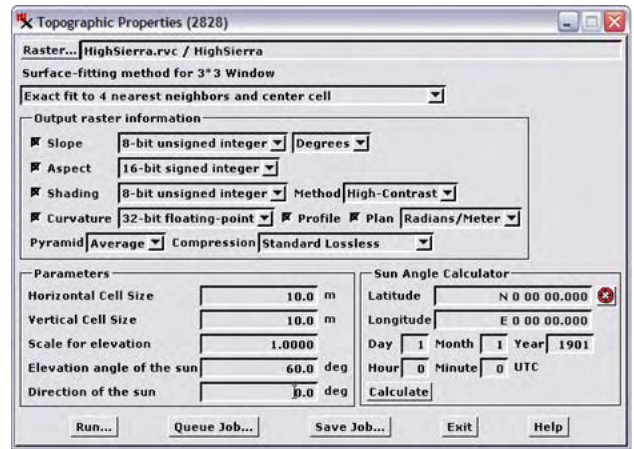 Topographic Properties (2828)
Raster... HighSierra.rvc / HighSierra
Surface-fitting method for 3*3 Window
Exact fit to 4 nearest neighbors and center cell
Output raster information
Slope 8-bit unsigned integer Degrees
Aspect 16-bit signed integer
Shading 8-bit unsigned integer Method High-Contrast
Curvature 32-bit floating-point Profile Plan Radians/Meter
Pyramid Average Compression Standard Lossless
Parameters
Horizontal Cell Size 10.0 m
Vertical Cell Size 10.0 m
Scale for elevation 1.0000
Elevation angle of the sun 60.0 deg
Direction of the sun 0.0 deg
Sun Angle Calculator
Latitude N 0 00 00.000
Longitude E 0 00 00.000
Day 1 Month 1 Year 1901
Hour 0 Minute 0 UTC
Calculate
Run... Queue Job... Save Job... Exit Help